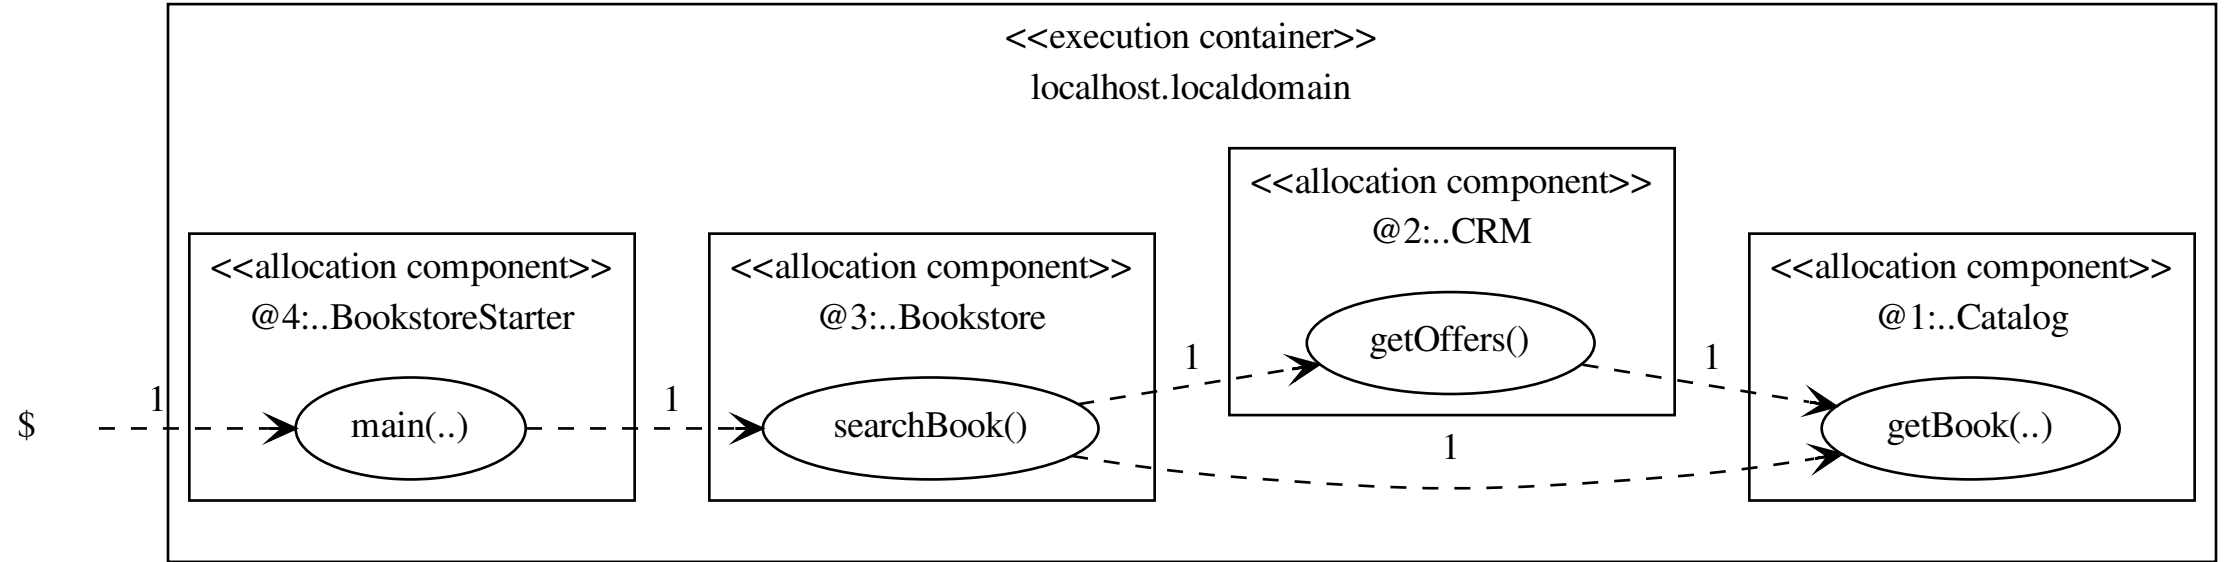 <<execution container>>
localhost.localdomain
<<allocation component>>
@2:..CRM
getOffers()
<<allocation component>>
@4:..BookstoreStarter
main(..)
<<allocation component>>
@3:..Bookstore
searchBook()
<<allocation component>>
@1:..Catalog
getBook(..)
$
1
1
1
1
1